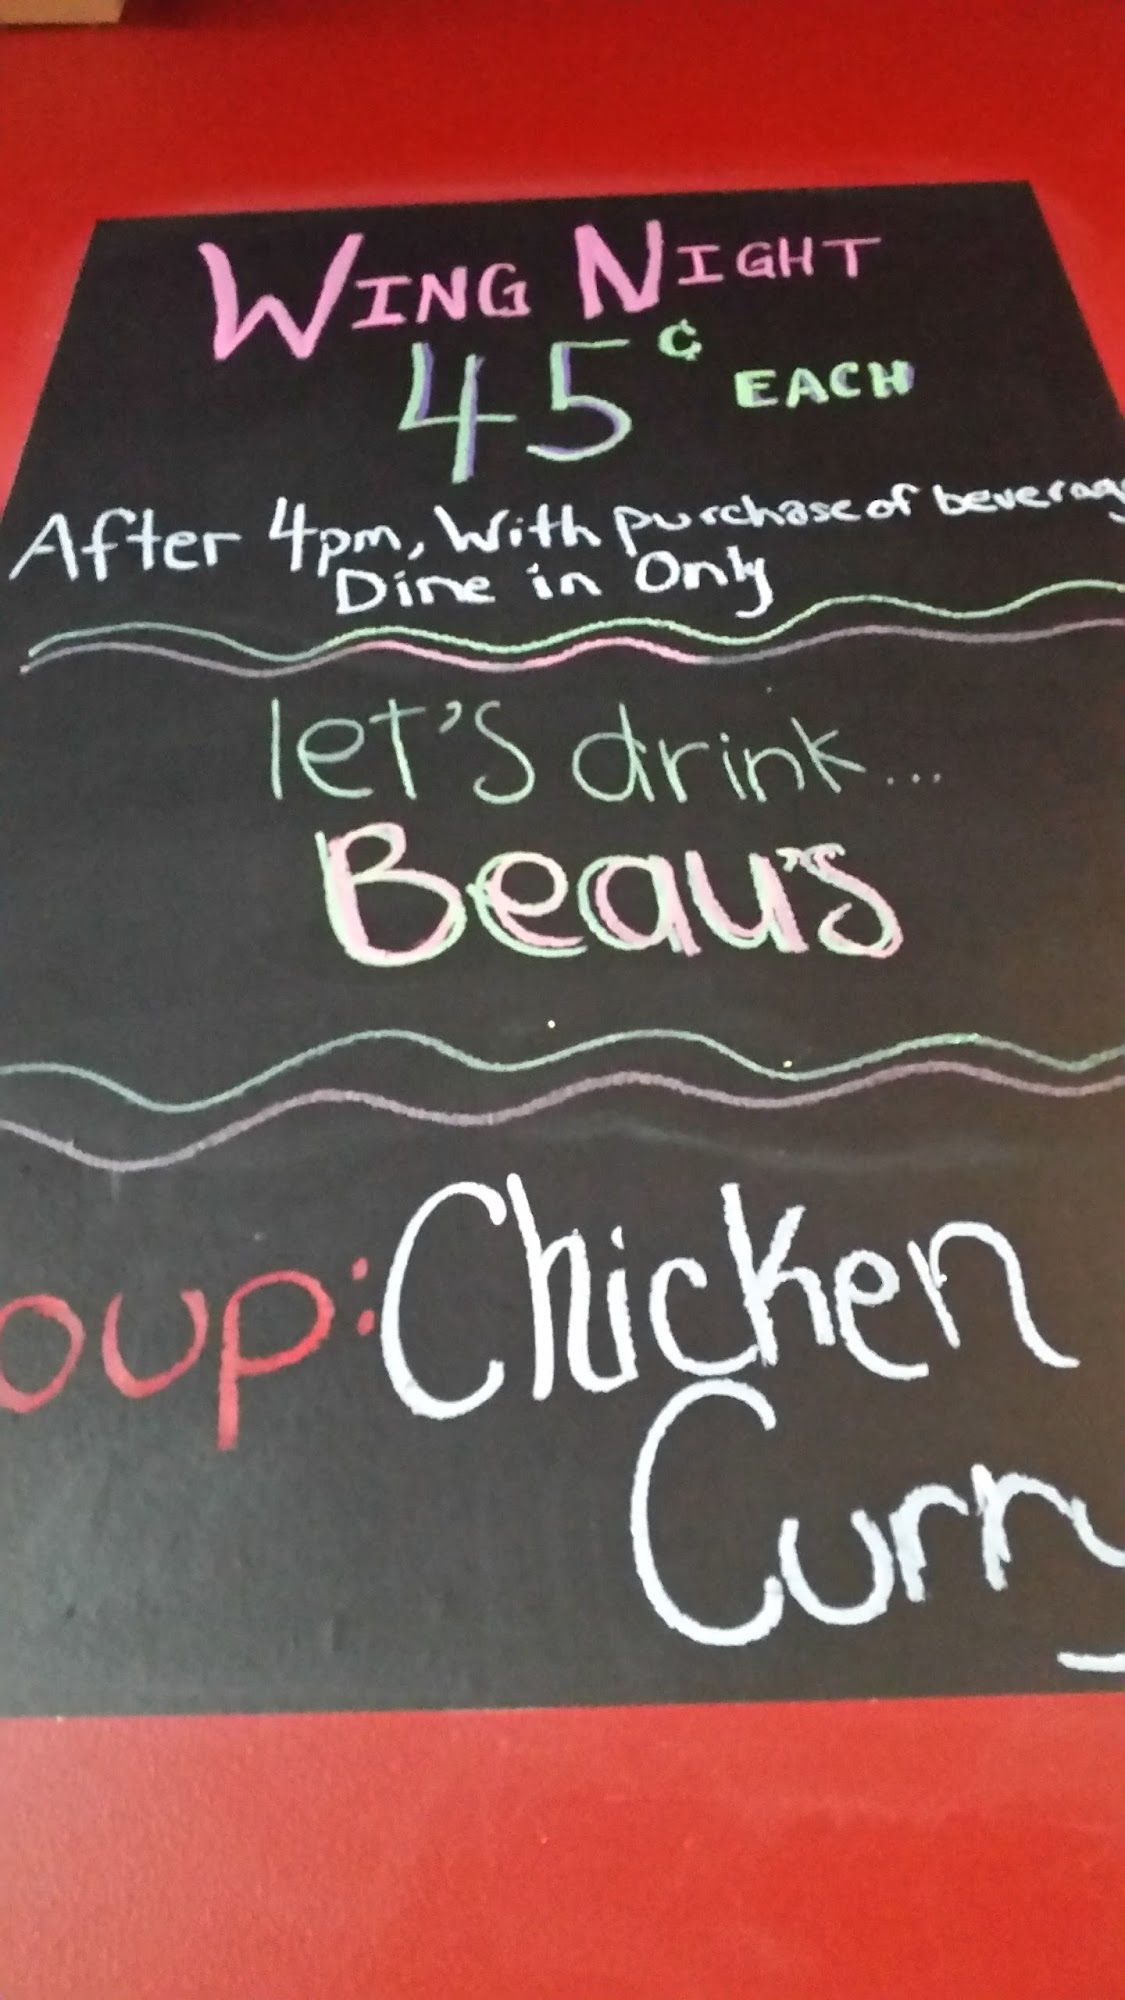 WING NIGHT
45¢ EACH
After 4pm, With purchase of beverag
Dine in Only
let's drink...
Beau's
oup: Chicken
Curry